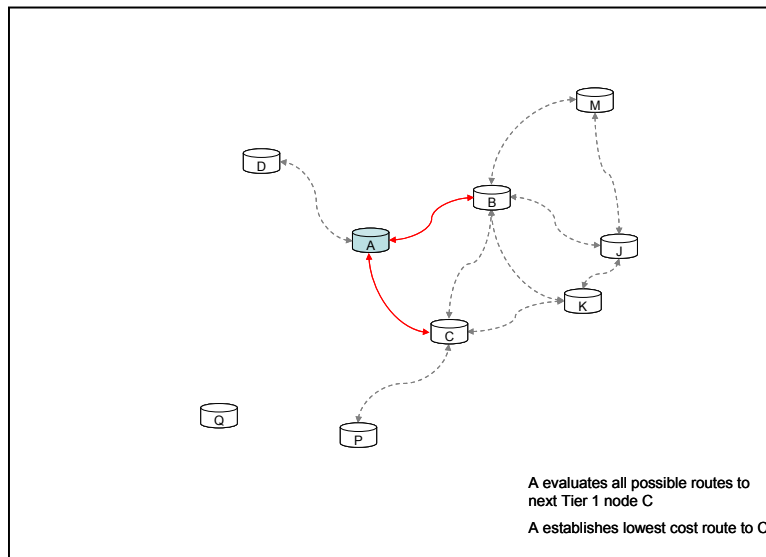 M
D
B
A
J
K
C
Q
P
A evaluates all possible routes to
next Tier 1 node C
A establishes lowest cost route to C